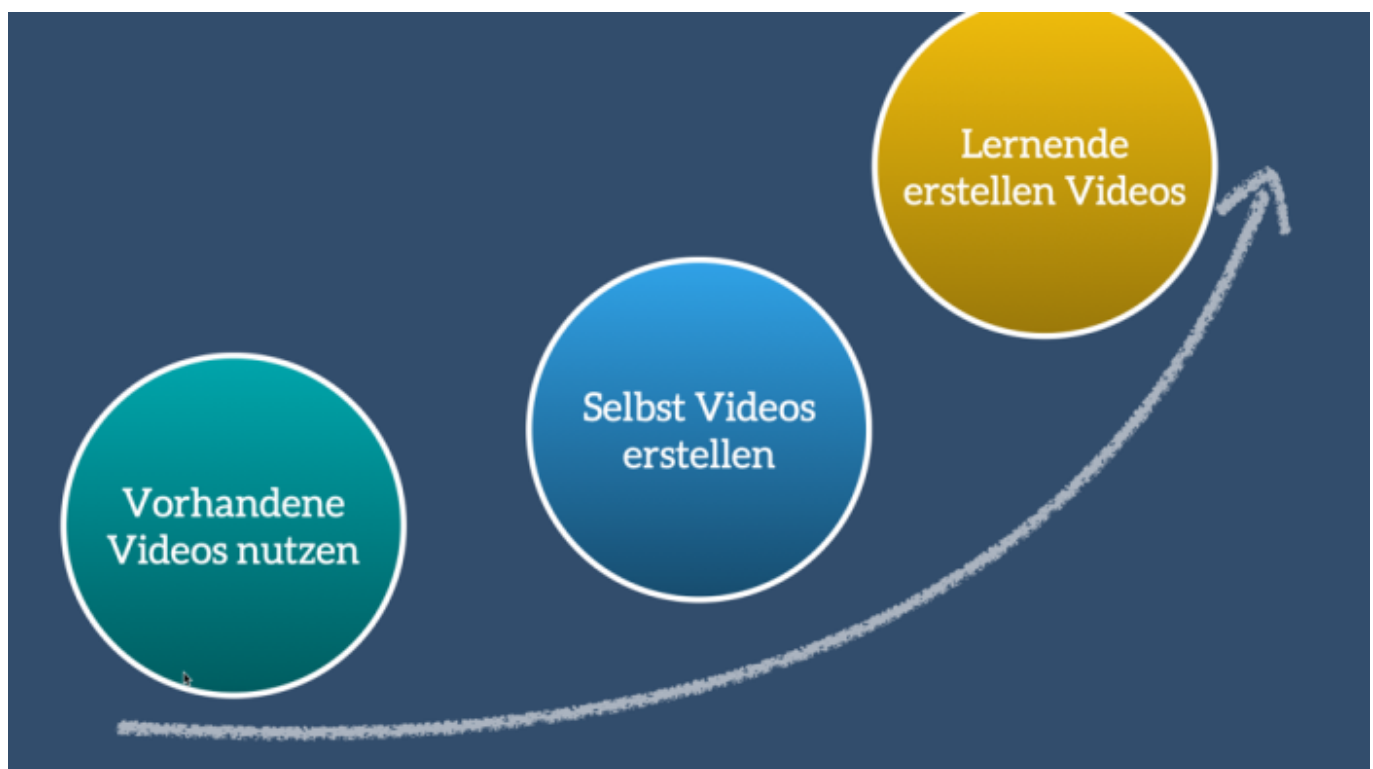 Vorhandene
Videos nutzen
Selbst Videos
erstellen
Lernende
erstellen Videos